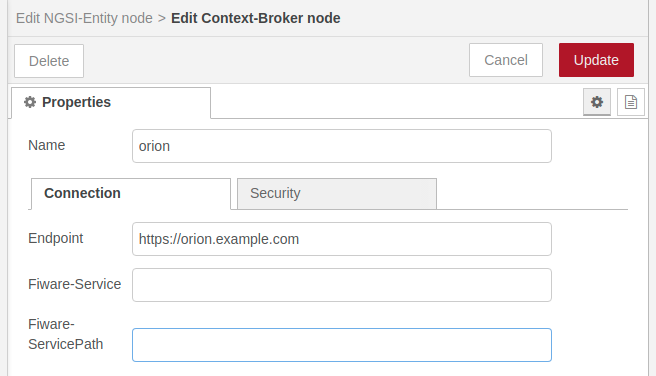 Edit NGSI-Entity node > Edit Context-Broker node
Delete Cancel Update
Properties
Name orion
Connection Security
Endpoint https://orion.example.com
Fiware-Service
Fiware-
ServicePath